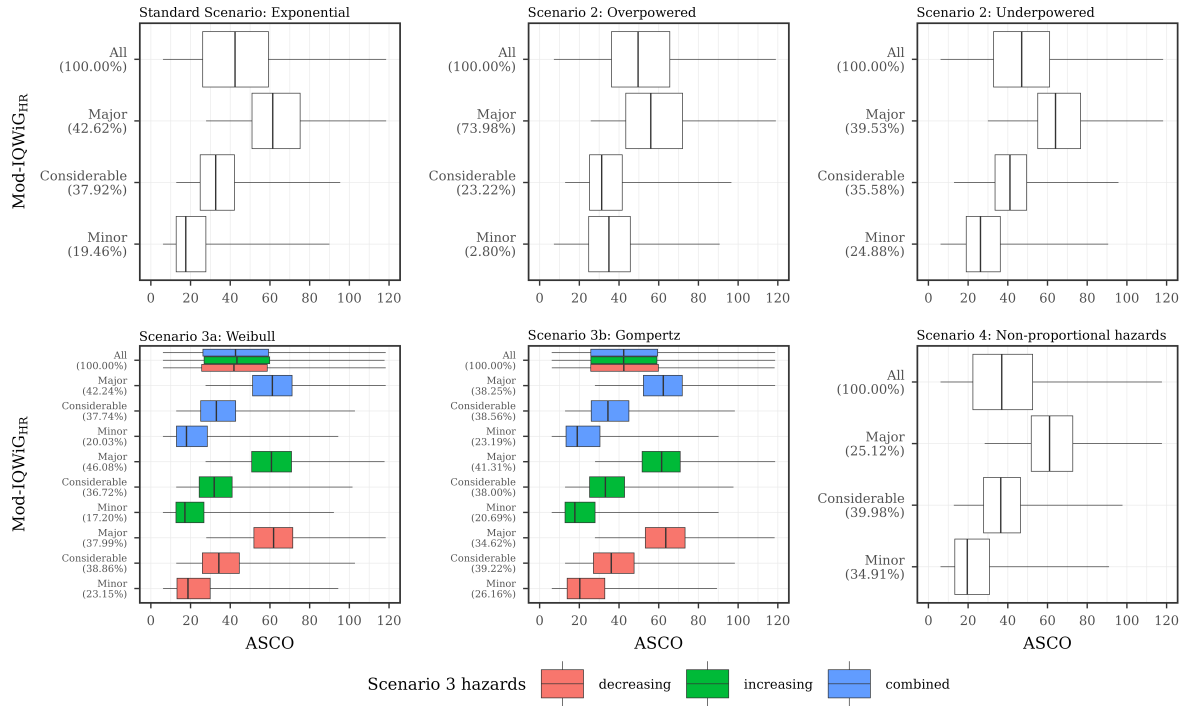 Standard Scenario: Exponential
Mod-IQWiG_HR
All
(100.00%)
Major
(42.62%)
Considerable
(37.92%)
Minor
(19.46%)
0 20 40 60 80 100 120
Scenario 2: Overpowered
All
(100.00%)
Major
(73.98%)
Considerable
(23.22%)
Minor
(2.80%)
0 20 40 60 80 100 120
Scenario 2: Underpowered
All
(100.00%)
Major
(39.53%)
Considerable
(35.58%)
Minor
(24.88%)
0 20 40 60 80 100 120
Scenario 3a: Weibull
Mod-IQWiG_HR
All
(100.00%)
Major
(42.24%)
Considerable
(37.74%)
Minor
(20.03%)
Major
(46.08%)
Considerable
(36.72%)
Minor
(17.20%)
Major
(37.99%)
Considerable
(38.86%)
Minor
(23.15%)
0 20 40 60 80 100 120
ASCO
Scenario 3b: Gompertz
All
(100.00%)
Major
(38.25%)
Considerable
(38.56%)
Minor
(23.19%)
Major
(41.31%)
Considerable
(38.00%)
Minor
(20.69%)
Major
(34.62%)
Considerable
(39.22%)
Minor
(26.16%)
0 20 40 60 80 100 120
ASCO
Scenario 4: Non-proportional hazards
All
(100.00%)
Major
(25.12%)
Considerable
(39.98%)
Minor
(34.91%)
0 20 40 60 80 100 120
ASCO
Scenario 3 hazards decreasing increasing combined